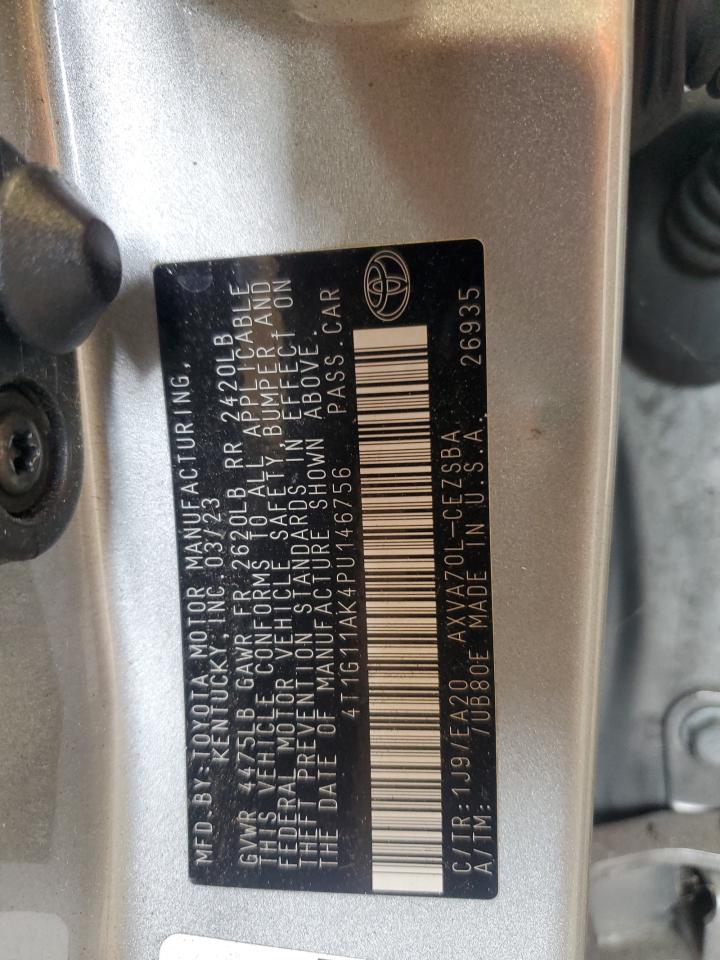 MFD.BY:TOYOTA MOTOR MANUFACTURING,
KENTUCKY,INC.03/23
GVWR 4475LB GAWR FR 2620LB RR 2420LB
THIS VEHICLE CONFORMS TO ALL APPLICABLE
FEDERAL MOTOR VEHICLE SAFETY,BUMPER,AND
THEFT PREVENTION STANDARDS IN EFFECT ON
THE DATE OF MANUFACTURE SHOWN ABOVE.
4T1G11AK4PU146756 PASS.CAR
C/TR:1J9/EA20 AXVA70L-CEZSBA 26935
A/TM: /UB80E MADE IN U.S.A.